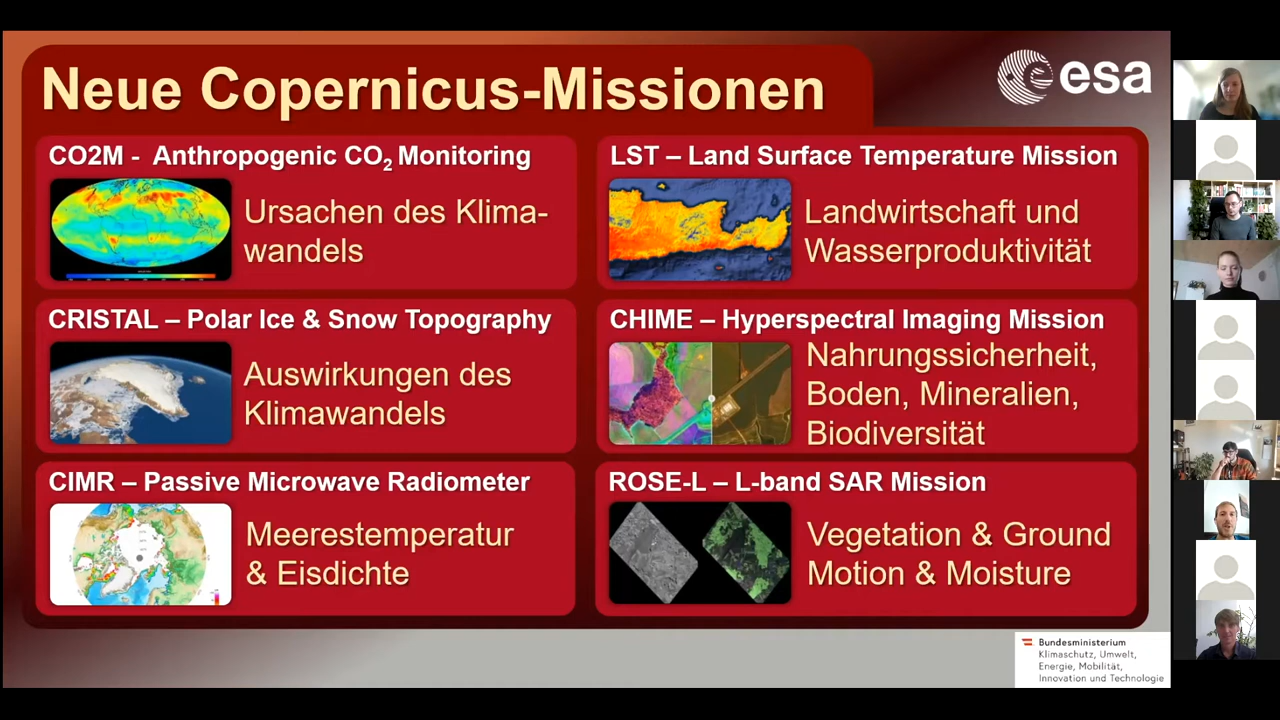 Neue Copernicus-Missionen
esa
CO2M - Anthropogenic CO₂ Monitoring
Ursachen des Klima-
wandels
LST – Land Surface Temperature Mission
Landwirtschaft und
Wasserproduktivität
CRISTAL – Polar Ice & Snow Topography
Auswirkungen des
Klimawandels
CHIME – Hyperspectral Imaging Mission
Nahrungssicherheit,
Boden, Mineralien,
Biodiversität
CIMR – Passive Microwave Radiometer
Meerestemperatur
& Eisdichte
ROSE-L – L-band SAR Mission
Vegetation & Ground
Motion & Moisture
Bundesministerium
Klimaschutz, Umwelt,
Energie, Mobilität,
Innovation und Technologie